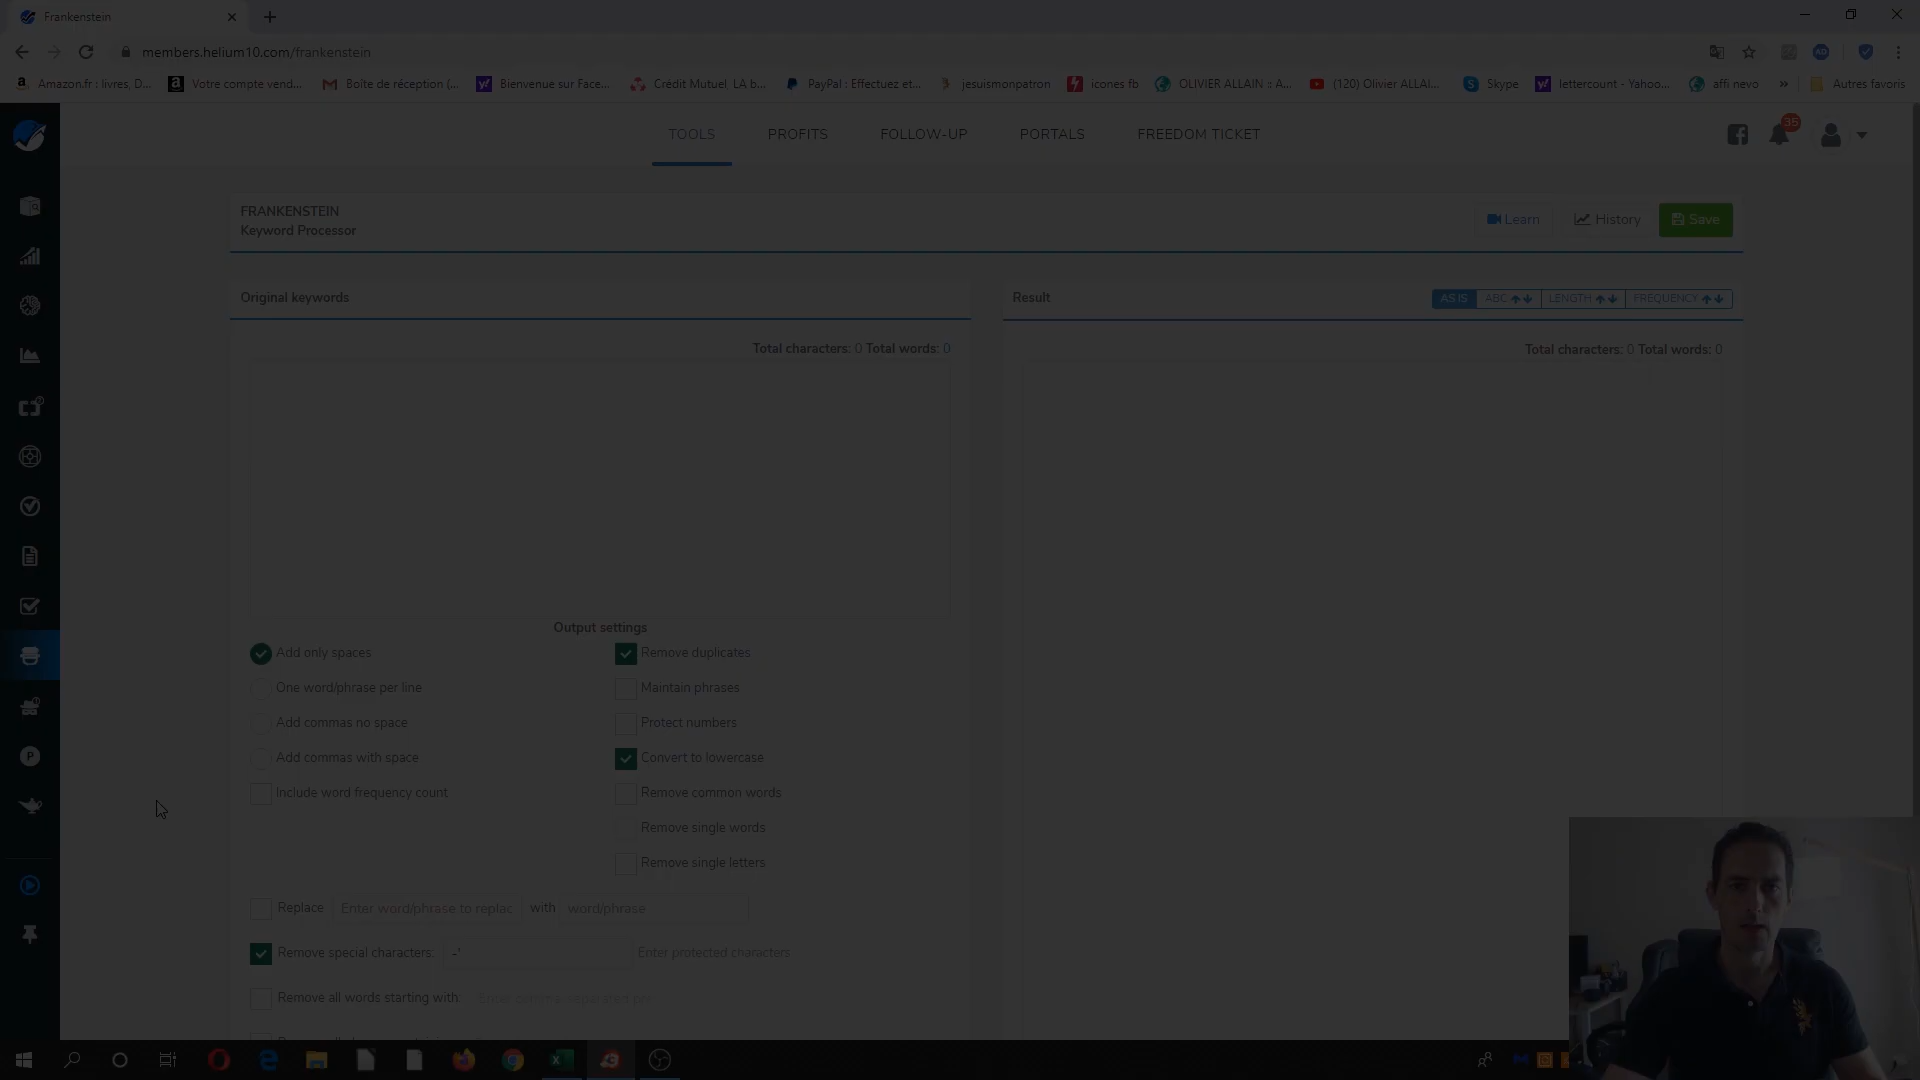 Frankenstein
members.helium10.com/frankenstein
Amazon.fr : livres, D...
Votre compte vend...
Boîte de réception (...
Bienvenue sur Face...
Crédit Mutuel, LA b...
PayPal : Effectuez et...
jesuismonpatron
icones fb
OLIVIER ALLAIN :: A...
(120) Olivier ALLAI...
Skype
lettercount - Yahoo...
affi nevo
»
Autres favoris
TOOLS
PROFITS
FOLLOW-UP
PORTALS
FREEDOM TICKET
35
FRANKENSTEIN
Keyword Processor
Learn
History
Save
Original keywords
Result
AS IS
ABC
LENGTH
FREQUENCY
Total characters: 0 Total words: 0
Total characters: 0 Total words: 0
Output settings
Add only spaces
Remove duplicates
One word/phrase per line
Maintain phrases
Add commas no space
Protect numbers
Add commas with space
Convert to lowercase
Include word frequency count
Remove common words
Remove single words
Remove single letters
Replace
Enter word/phrase to replac
with
word/phrase
Remove special characters:
-'
Enter protected characters
Remove all words starting with: